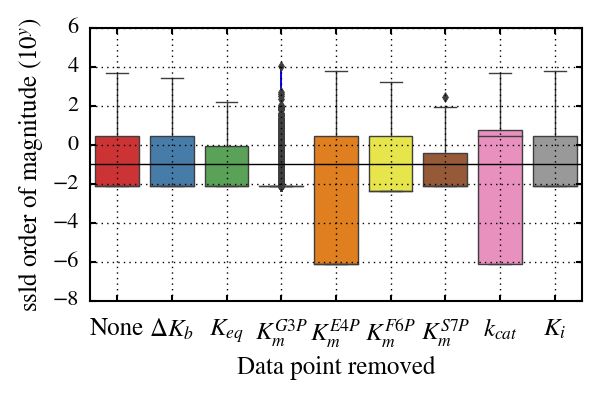 ssld order of magnitude (10^y)
6
4
2
0
−2
−4
−6
−8
None ΔK_b K_eq K_m^G3P K_m^E4P K_m^F6P K_m^S7P k_cat K_i
Data point removed